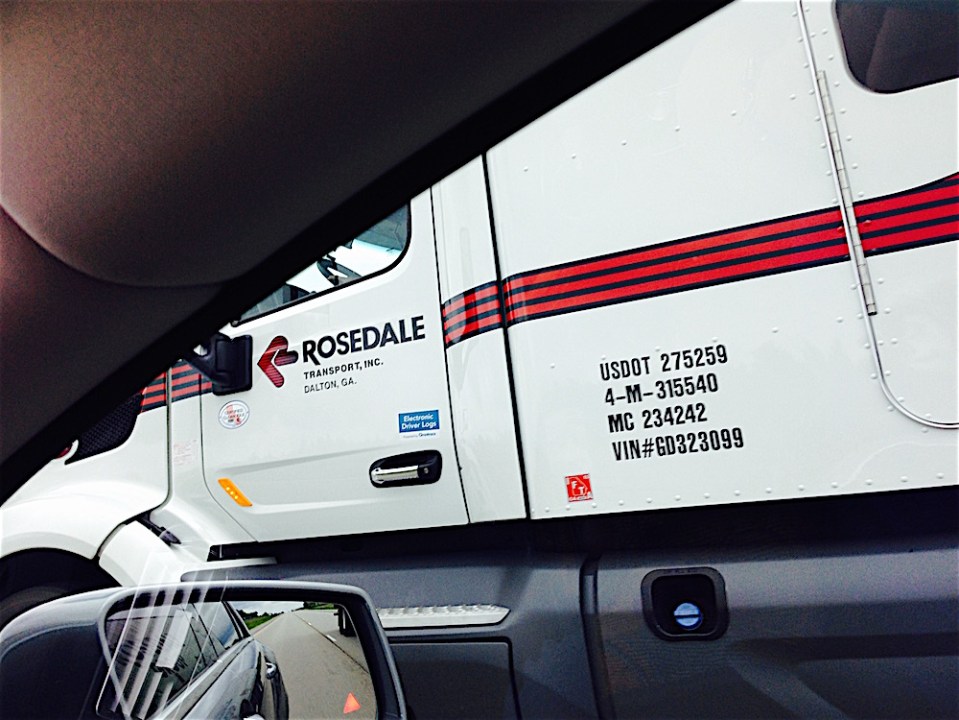 ROSEDALE
TRANSPORT, INC.
DALTON, GA.
Electronic
Driver Logs
USDOT 275259
4-M-315540
MC 234242
VIN#GD323099